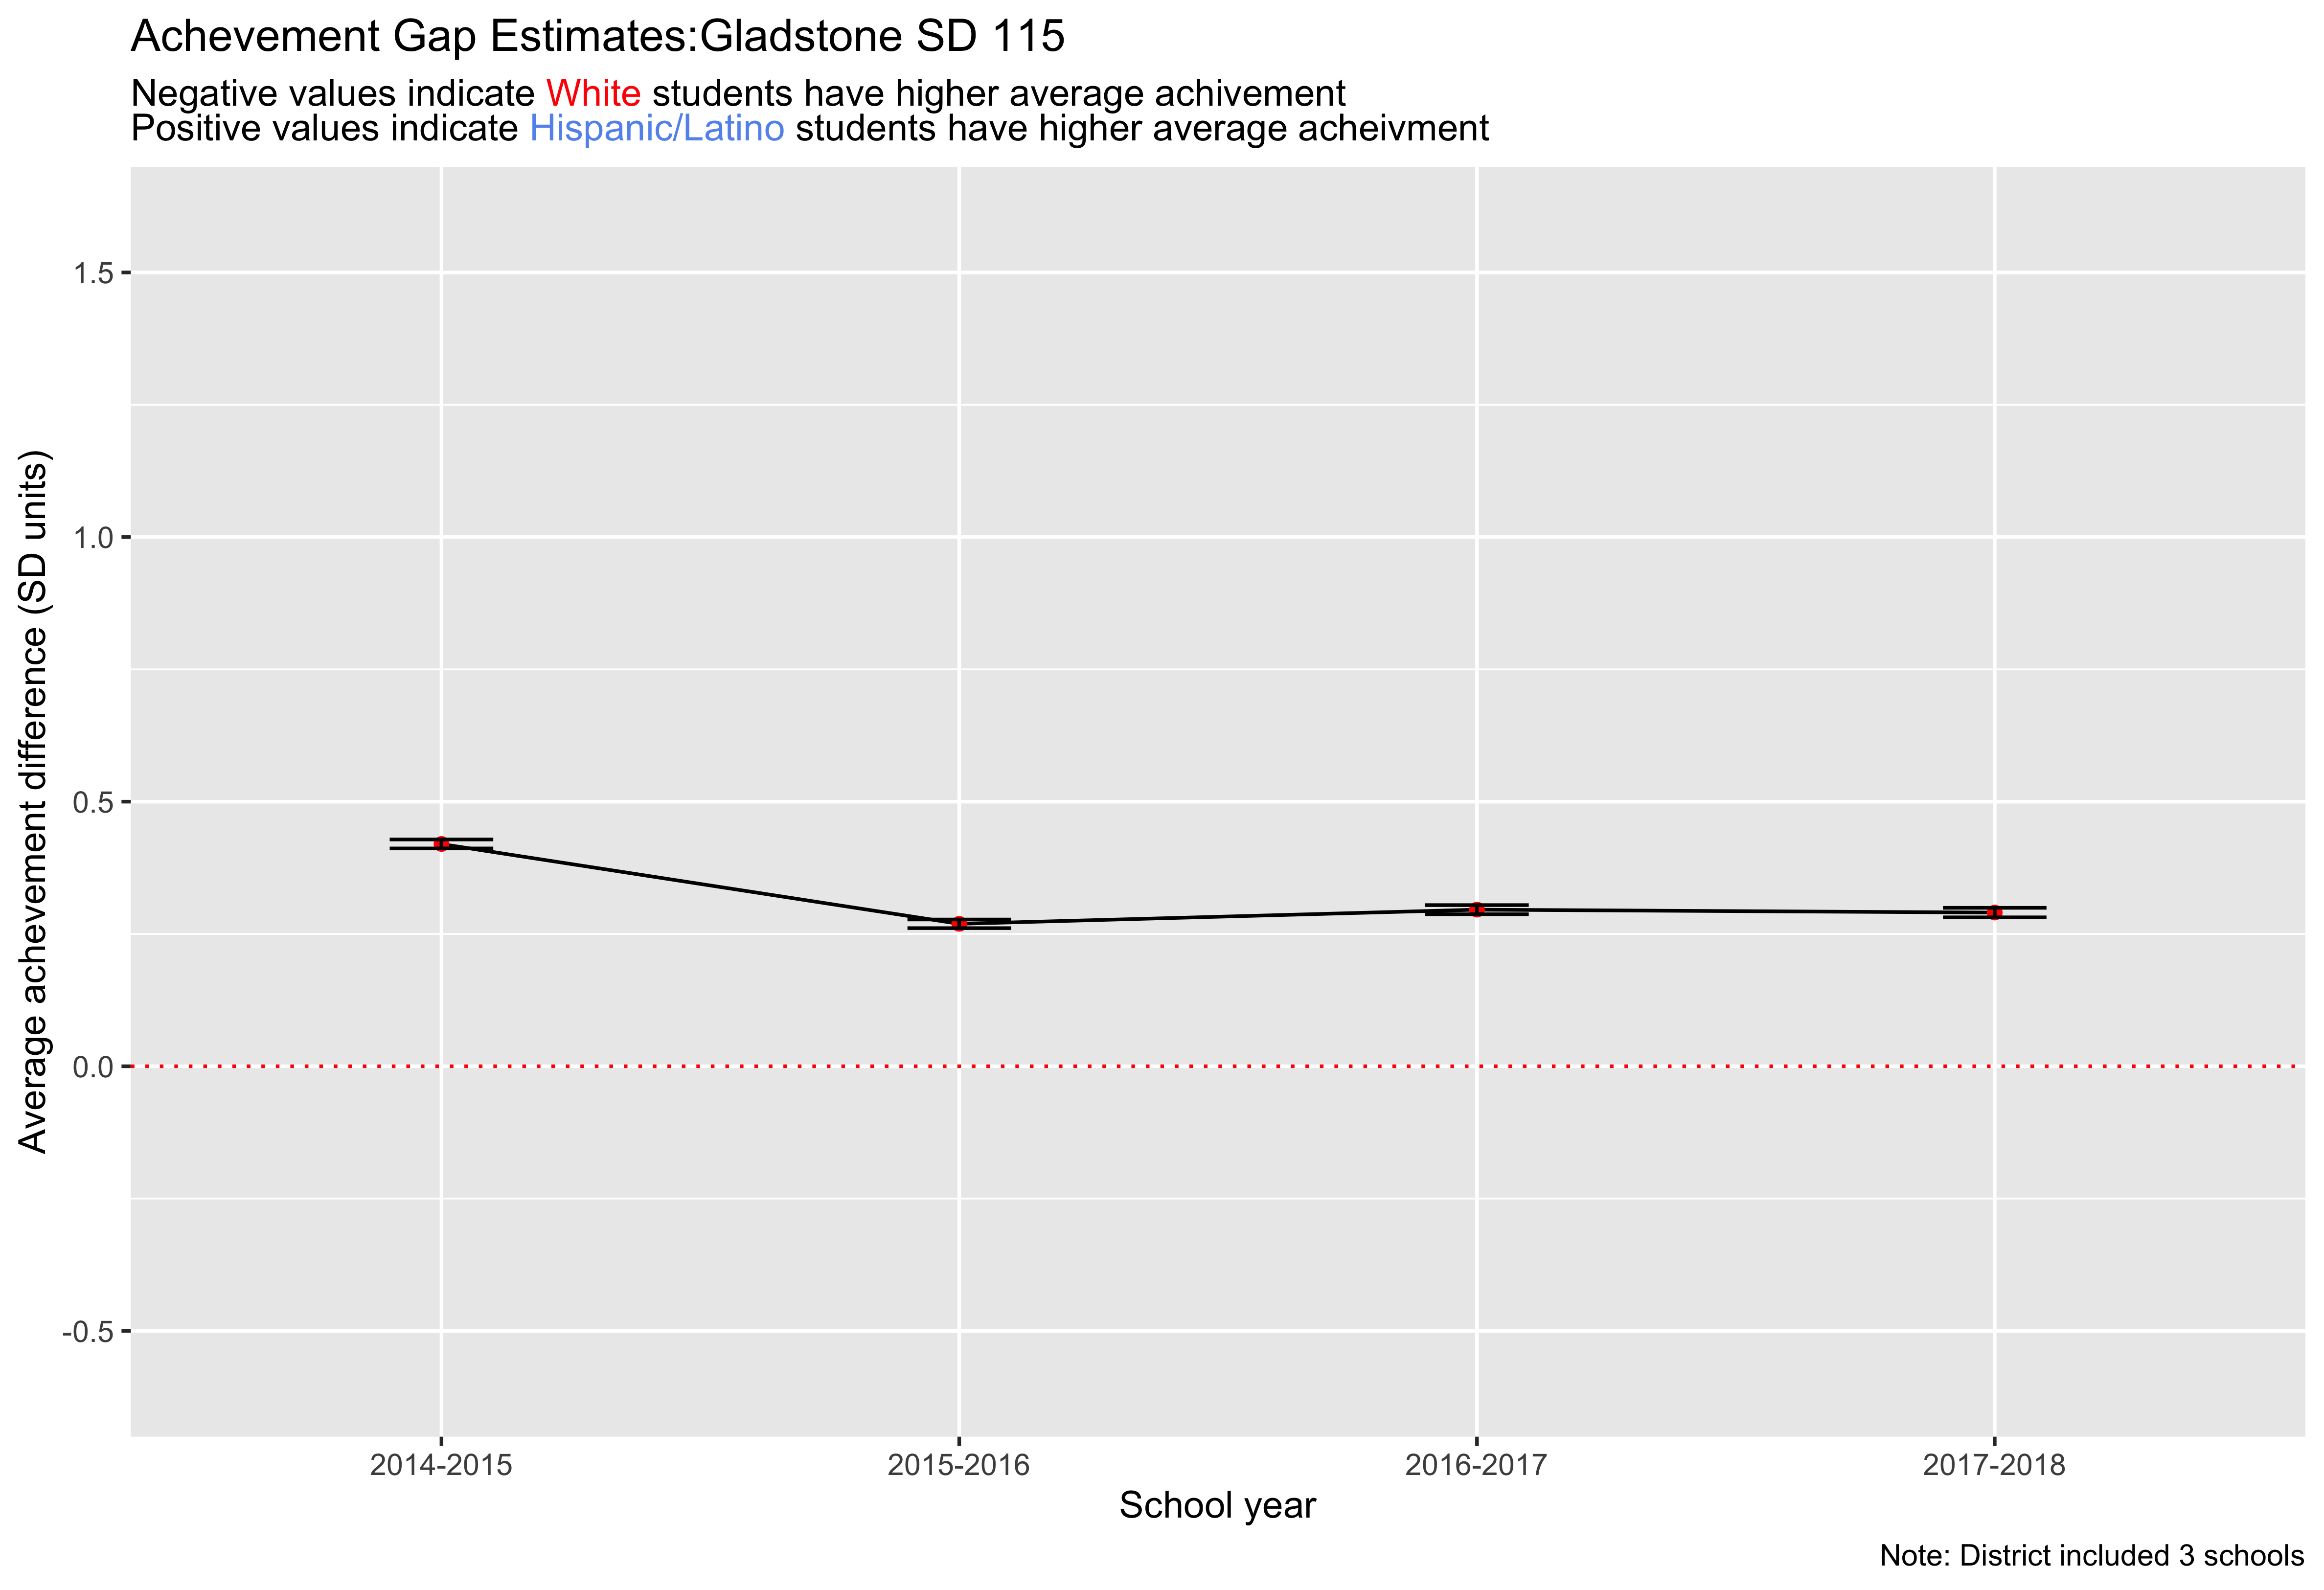 Achevement Gap Estimates:Gladstone SD 115
Negative values indicate White students have higher average achivement
Positive values indicate Hispanic/Latino students have higher average acheivment
Average achevement difference (SD units)
1.5
1.0
0.5
0.0
-0.5
2014-2015
2015-2016
2016-2017
2017-2018
School year
Note: District included 3 schools